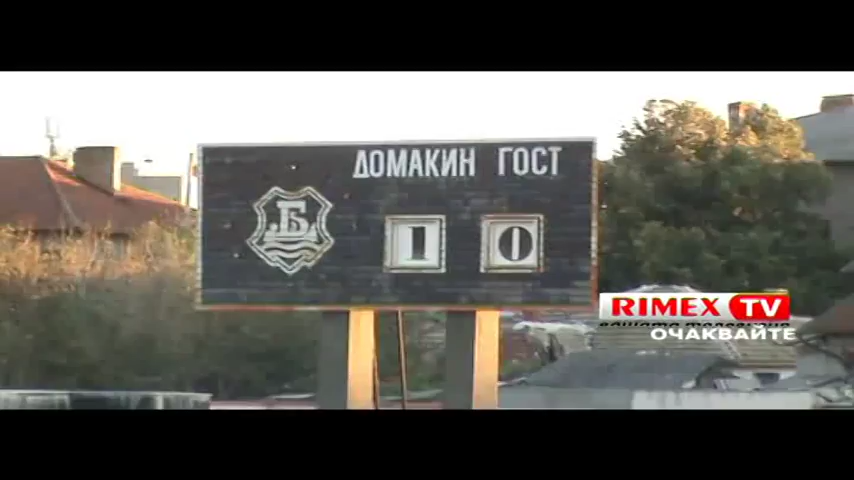 ДОМАКИН ГОСТ
Б
1 0
RIMEX TV
ОЧАКВАЙТЕ